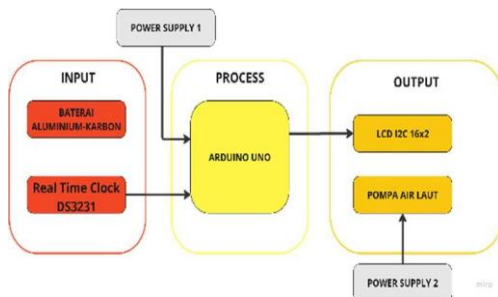 POWER SUPPLY 1
INPUT
PROCESS
OUTPUT
BATERAI
ALUMINIUM-KARBON
Real Time Clock
DS3231
ARDUINO UNO
LCD I2C 16x2
POMPA AIR LAUT
POWER SUPPLY 2
miro